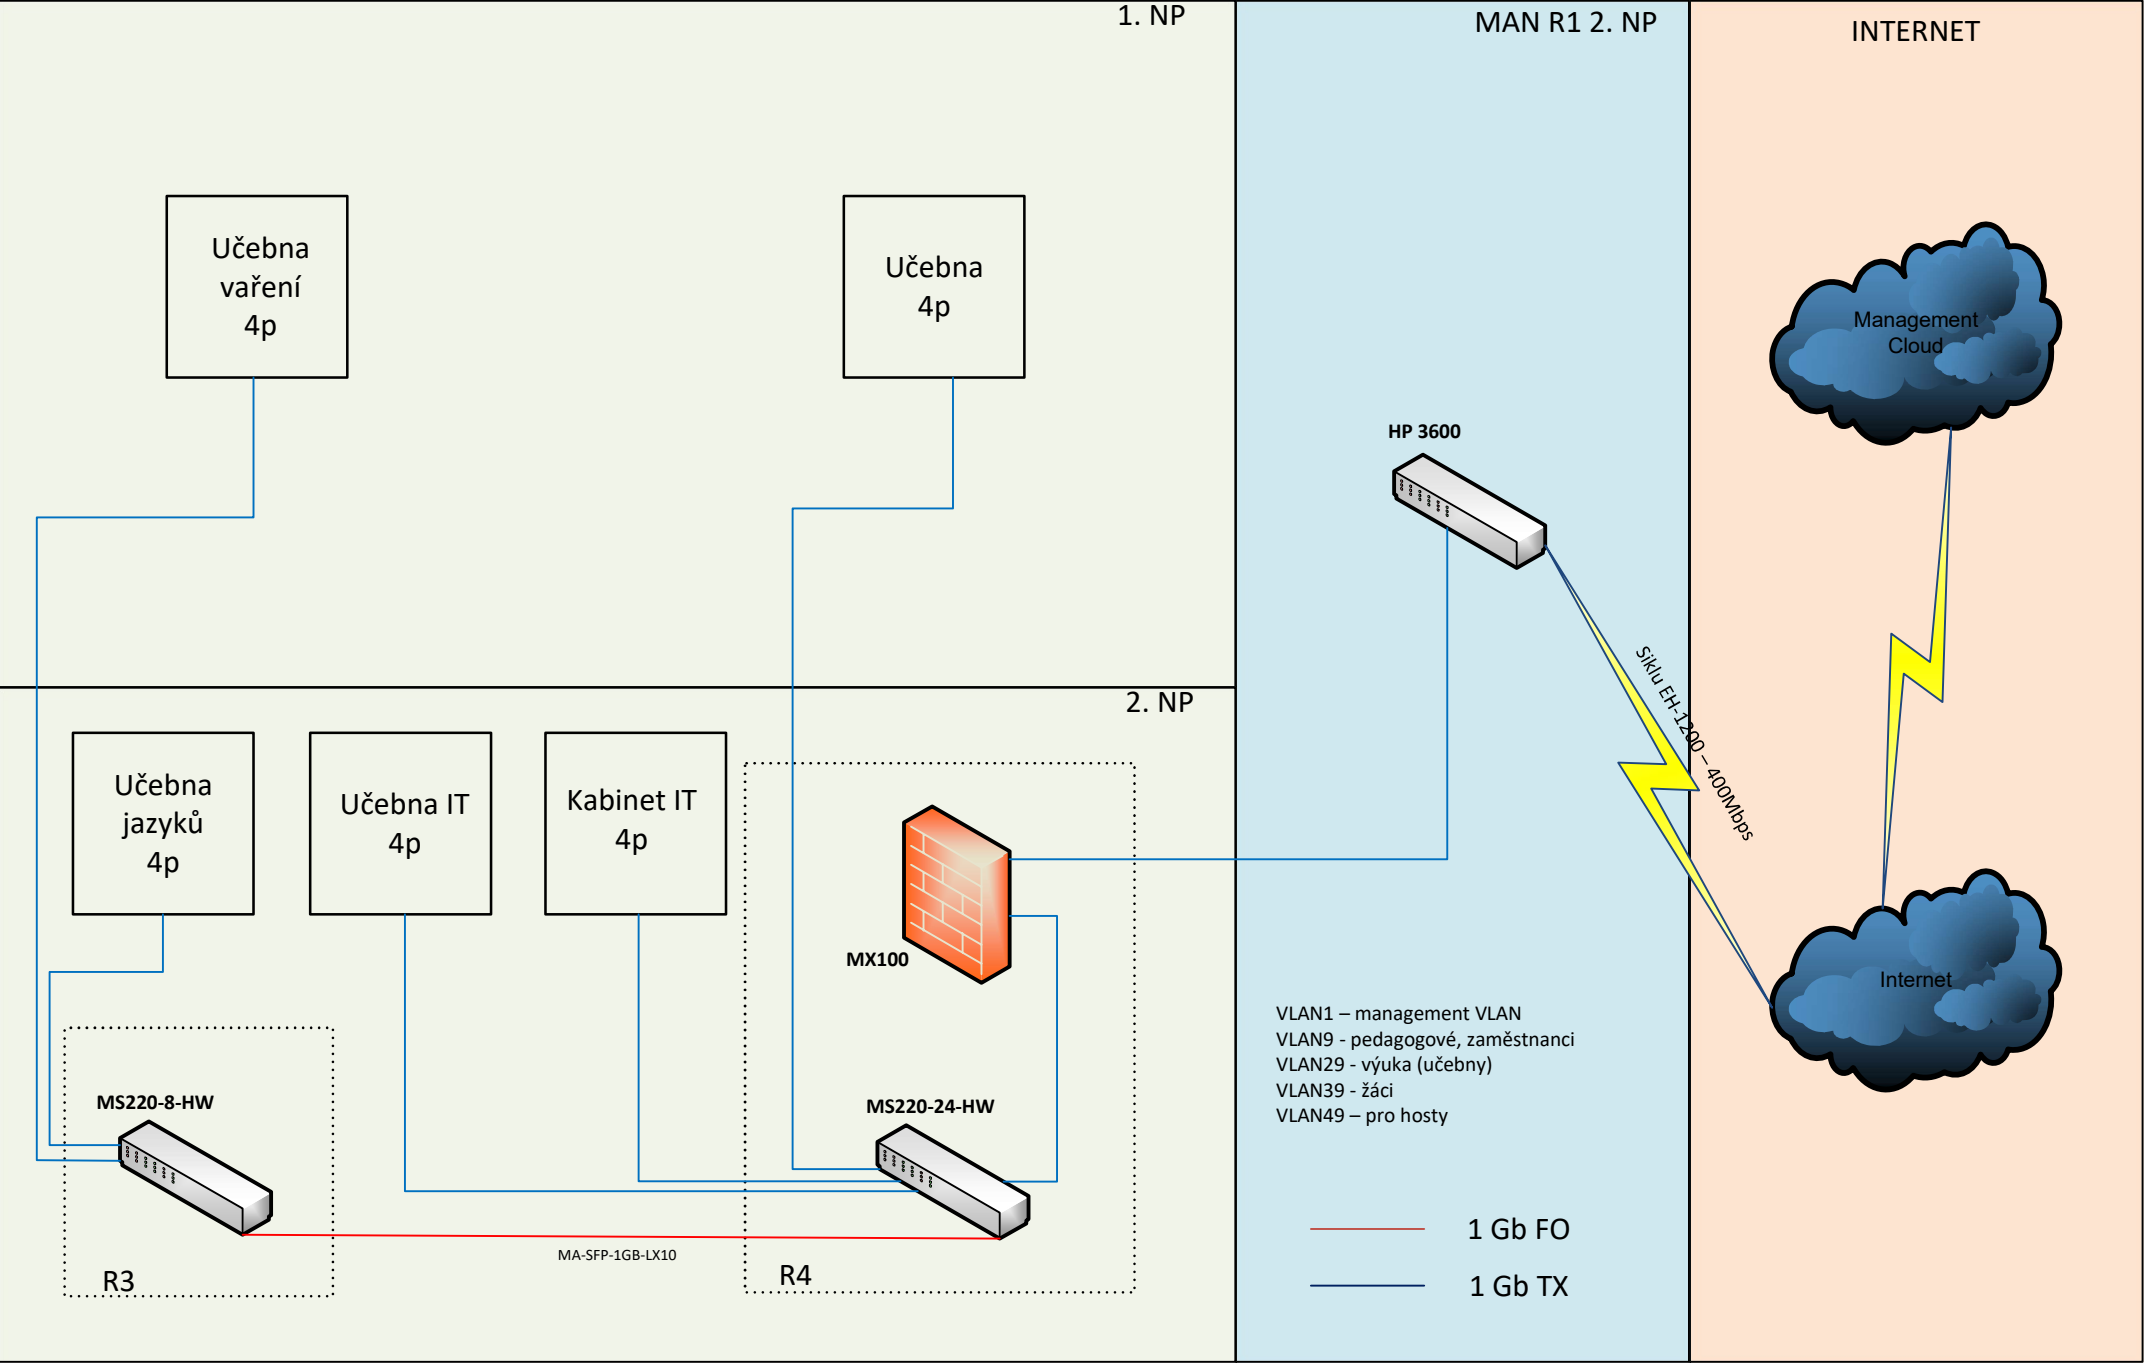 1. NP
MAN R1 2. NP
INTERNET
Učebna
vaření
4p
Učebna
4p
Management
Cloud
HP 3600
Siklu EH-1200 – 400Mbps
2. NP
Učebna
jazyků
4p
Učebna IT
4p
Kabinet IT
4p
MX100
Internet
VLAN1 – management VLAN
VLAN9 - pedagogové, zaměstnanci
VLAN29 - výuka (učebny)
VLAN39 - žáci
VLAN49 – pro hosty
MS220-8-HW
MS220-24-HW
MA-SFP-1GB-LX10
R3
R4
1 Gb FO
1 Gb TX